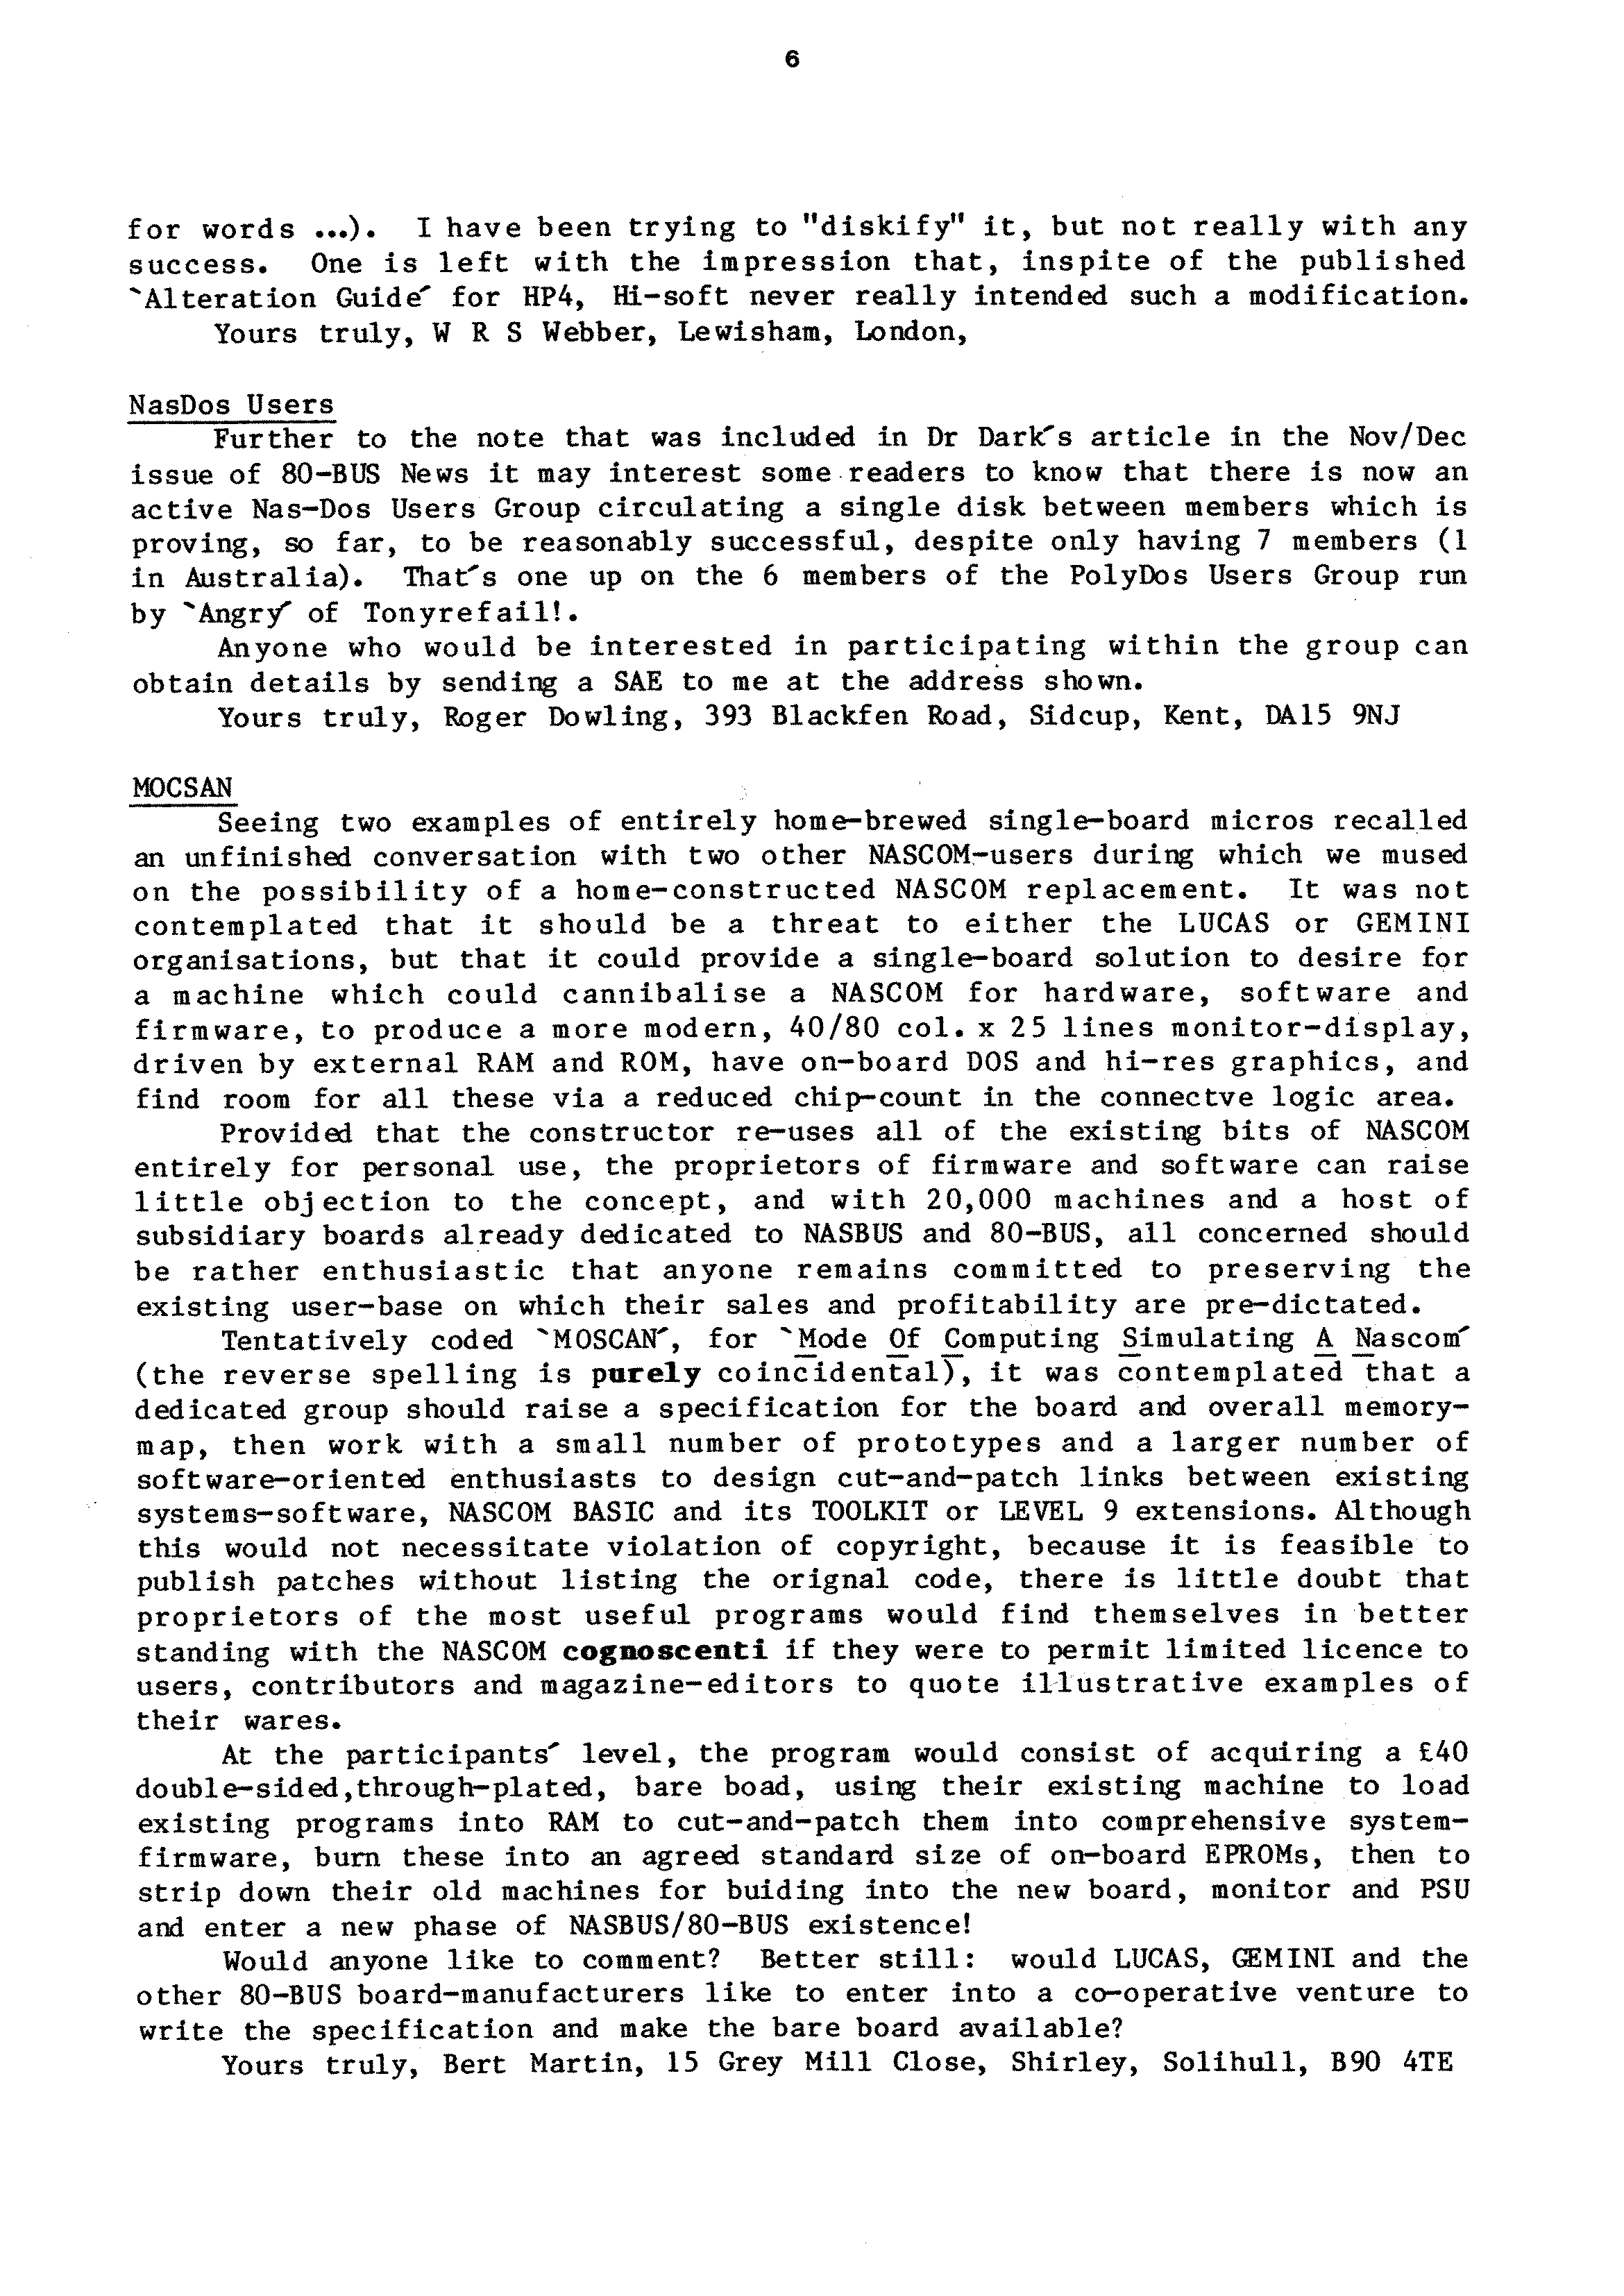 6
for words ...). I have been trying to "diskify" it, but not really with any
success. One is left with the impression that, inspite of the published
`Alteration Guide´ for HP4, Hi-soft never really intended such a modification.
Yours truly, W R S Webber, Lewisham, London,
NasDos Users
Further to the note that was included in Dr Dark´s article in the Nov/Dec
issue of 80-BUS News it may interest some readers to know that there is now an
active Nas-Dos Users Group circulating a single disk between members which is
proving, so far, to be reasonably successful, despite only having 7 members (1
in Australia). That´s one up on the 6 members of the PolyDos Users Group run
by `Angry´ of Tonyrefail!.
Anyone who would be interested in participating within the group can
obtain details by sending a SAE to me at the address shown.
Yours truly, Roger Dowling, 393 Blackfen Road, Sidcup, Kent, DA15 9NJ
MOCSAN
Seeing two examples of entirely home-brewed single-board micros recalled
an unfinished conversation with two other NASCOM-users during which we mused
on the possibility of a home-constructed NASCOM replacement. It was not
contemplated that it should be a threat to either the LUCAS or GEMINI
organisations, but that it could provide a single-board solution to desire for
a machine which could cannibalise a NASCOM for hardware, software and
firmware, to produce a more modern, 40/80 col. x 25 lines monitor-display,
driven by external RAM and ROM, have on-board DOS and hi-res graphics, and
find room for all these via a reduced chip-count in the connectve logic area.
Provided that the constructor re-uses all of the existing bits of NASCOM
entirely for personal use, the proprietors of firmware and software can raise
little objection to the concept, and with 20,000 machines and a host of
subsidiary boards already dedicated to NASBUS and 80-BUS, all concerned should
be rather enthusiastic that anyone remains committed to preserving the
existing user-base on which their sales and profitability are pre-dictated.
Tentatively coded `MOSCAN´, for `Mode Of Computing Simulating A Nascom´
(the reverse spelling is purely coincidental), it was contemplated that a
dedicated group should raise a specification for the board and overall memory-
map, then work with a small number of prototypes and a larger number of
software-oriented enthusiasts to design cut-and-patch links between existing
systems-software, NASCOM BASIC and its TOOLKIT or LEVEL 9 extensions. Although
this would not necessitate violation of copyright, because it is feasible to
publish patches without listing the orignal code, there is little doubt that
proprietors of the most useful programs would find themselves in better
standing with the NASCOM cognoscenti if they were to permit limited licence to
users, contributors and magazine-editors to quote illustrative examples of
their wares.
At the participants´ level, the program would consist of acquiring a £40
double-sided,through-plated, bare boad, using their existing machine to load
existing programs into RAM to cut-and-patch them into comprehensive system-
firmware, burn these into an agreed standard size of on-board EPROMs, then to
strip down their old machines for buiding into the new board, monitor and PSU
and enter a new phase of NASBUS/80-BUS existence!
Would anyone like to comment? Better still: would LUCAS, GEMINI and the
other 80-BUS board-manufacturers like to enter into a co-operative venture to
write the specification and make the bare board available?
Yours truly, Bert Martin, 15 Grey Mill Close, Shirley, Solihull, B90 4TE